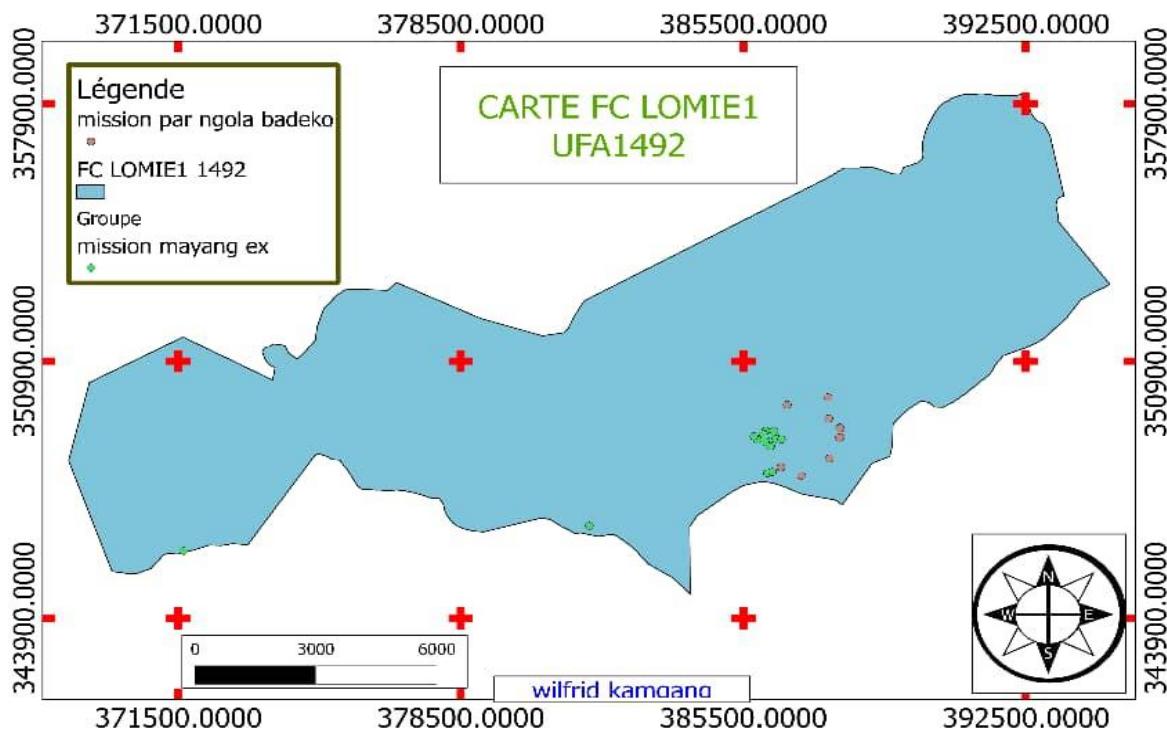 371500.0000 378500.0000 385500.0000 392500.0000
357900.0000
350900.0000
343900.0000
357900.0000
350900.0000
343900.0000
Légende
mission par ngola badeko
FC LOMIE1 1492
Groupe
mission mayang ex
CARTE FC LOMIE1
UFA1492
N
W E
S
0 3000 6000
wilfrid kamgang
371500.0000 378500.0000 385500.0000 392500.0000